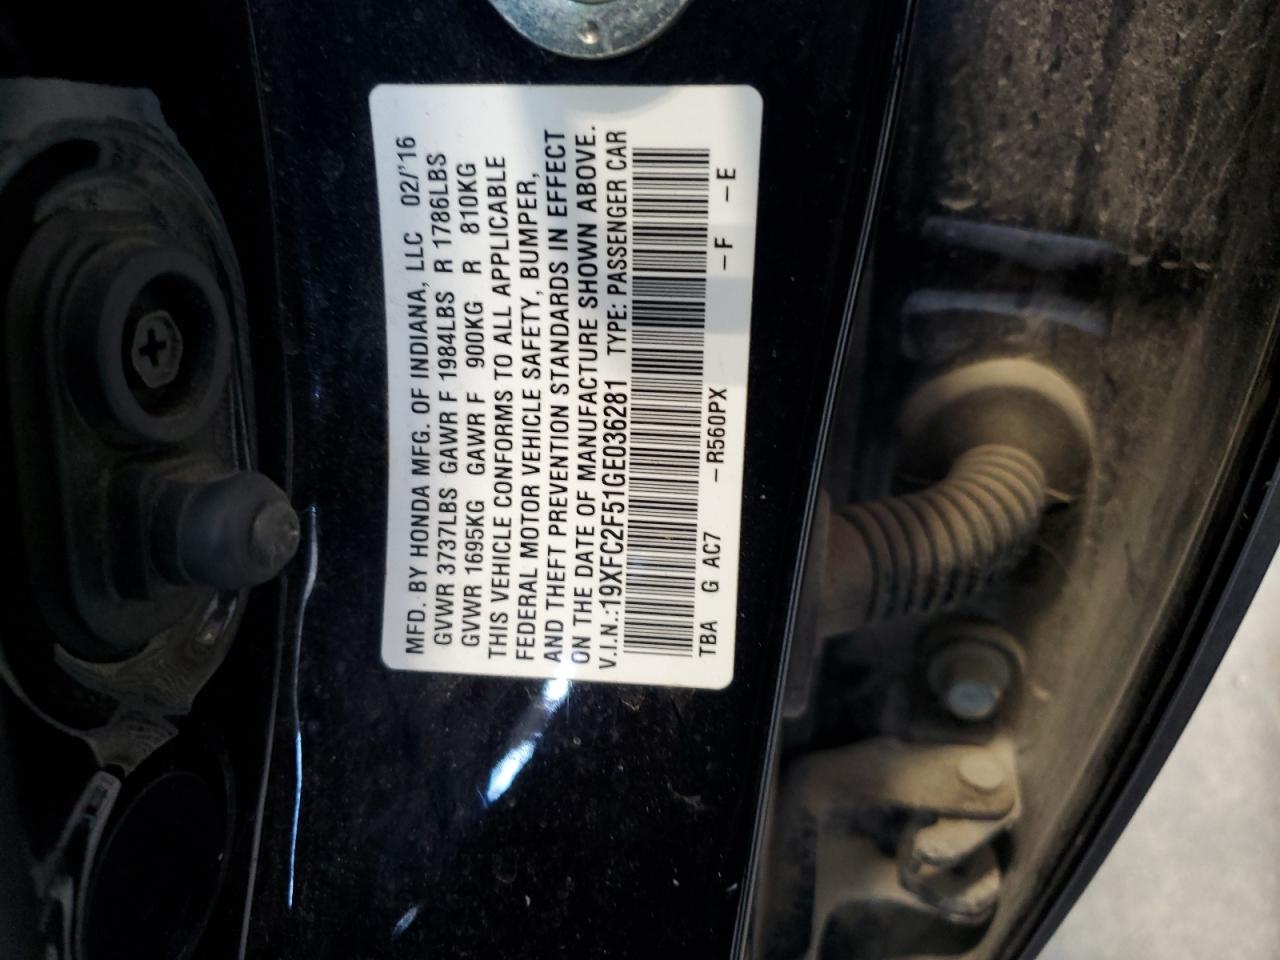 MFD. BY HONDA MFG. OF INDIANA, LLC 02/'16
GVWR 3737LBS GAWR F 1984LBS R 1786LBS
GVWR 1695KG GAWR F 900KG R 810KG
THIS VEHICLE CONFORMS TO ALL APPLICABLE
FEDERAL MOTOR VEHICLE SAFETY, BUMPER,
AND THEFT PREVENTION STANDARDS IN EFFECT
ON THE DATE OF MANUFACTURE SHOWN ABOVE.
V.I.N.:19XFC2F51GE036281 TYPE: PASSENGER CAR
TBA G AC7 -R560PX -F -E